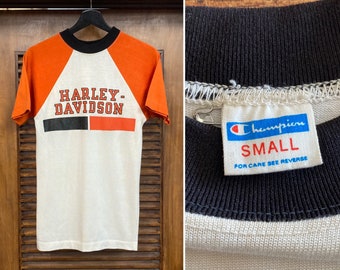 HARLEY-
DAVIDSON
Champion
SMALL
FOR CARE SEE REVERSE